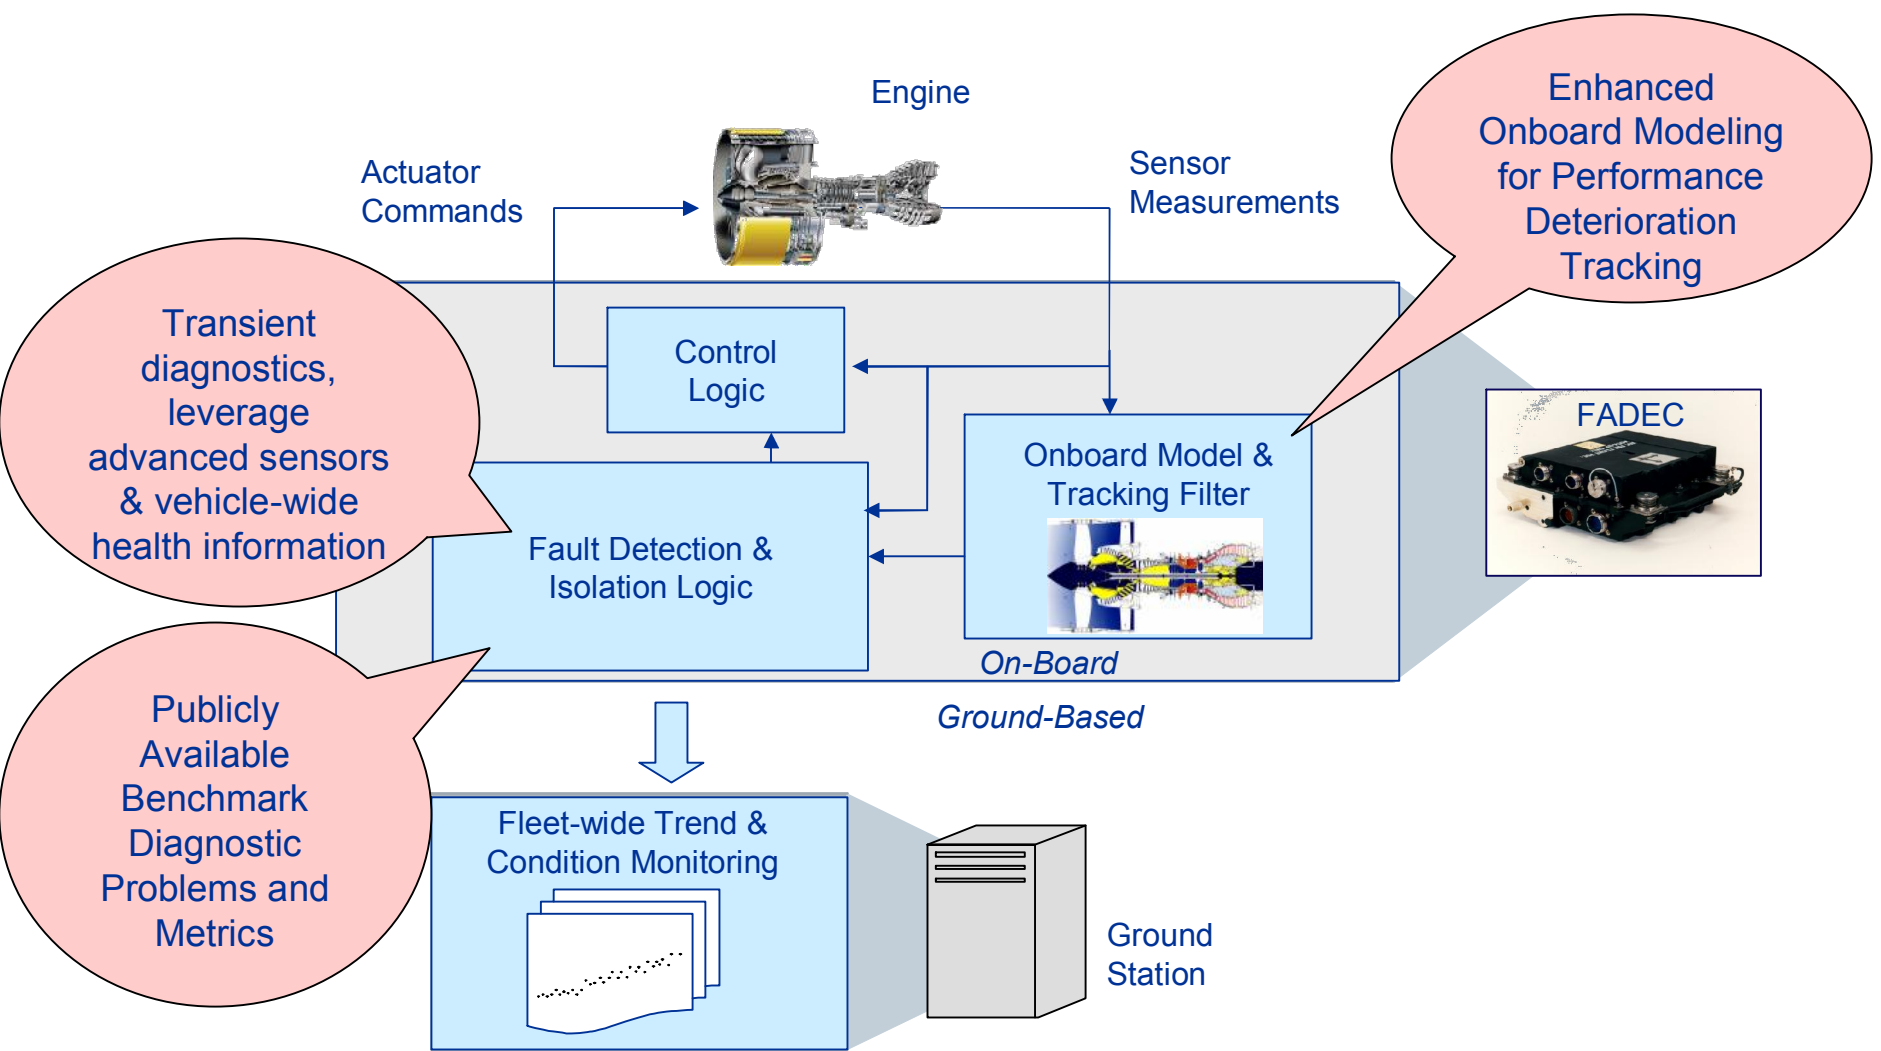 Engine
Actuator
Commands
Sensor
Measurements
Enhanced
Onboard Modeling
for Performance
Deterioration
Tracking
Transient
diagnostics,
leverage
advanced sensors
& vehicle-wide
health information
Control
Logic
FADEC
Onboard Model &
Tracking Filter
Fault Detection &
Isolation Logic
On-Board
Ground-Based
Publicly
Available
Benchmark
Diagnostic
Problems and
Metrics
Fleet-wide Trend &
Condition Monitoring
Ground
Station